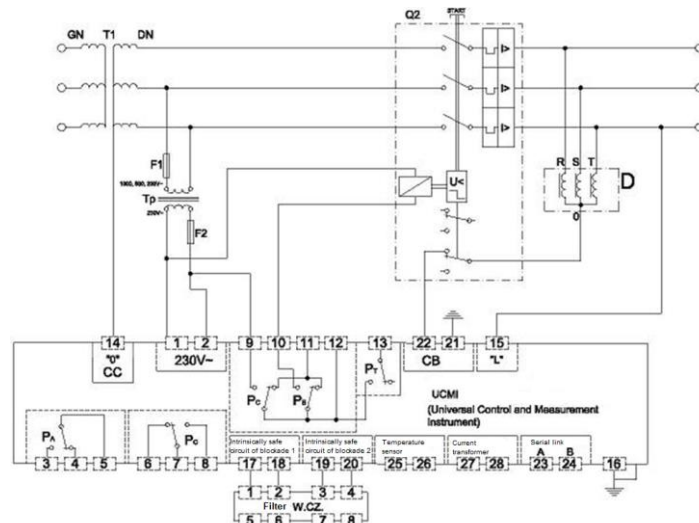 GN T1 DN
Q2
START
I>
I>
I>
F1
1000, 500, 230V~
Tp
230V~
F2
U<
R S T
D
0
14
1 2
9 10 11 12
13
22 21
15
"0"
CC
230V~
CB
"L"
PC
PB
PT
UCMI
(Universal Control and Measurement
Instrument)
PA
PG
Intrinsically safe
circuit of blockade 1
Intrinsically safe
circuit of blockade 2
Temperature
sensor
Current
transformer
Serial link
A B
3 4 5
6 7 8
17 18
19 20
25 26
27 28
23 24
16
1 2 3 4
Filter W.CZ.
5 6 7 8